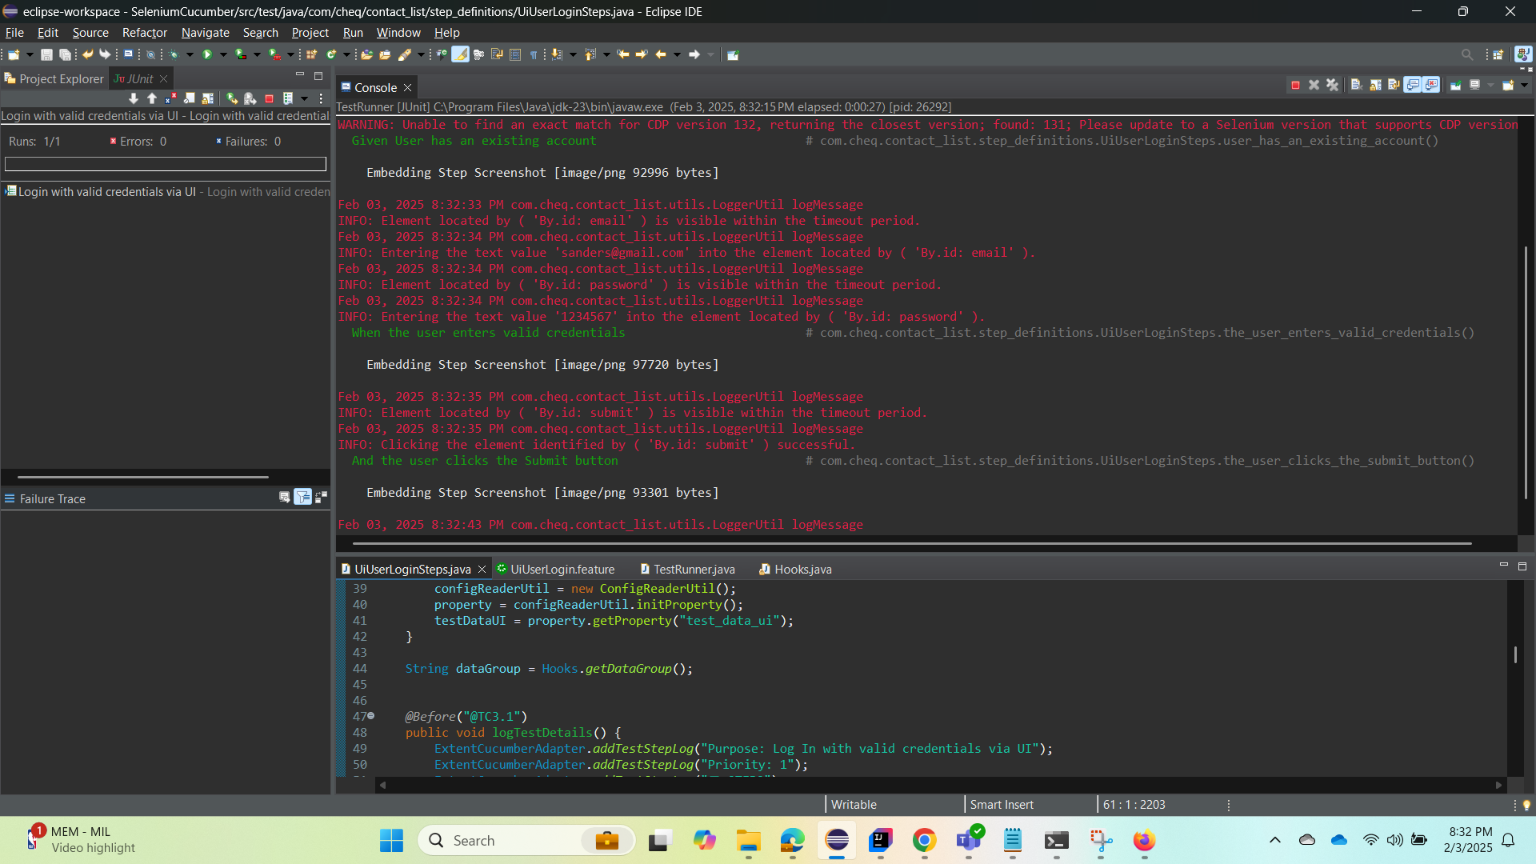 eclipse-workspace - SeleniumCucumber/src/test/java/com/cheq/contact_list/step_definitions/UiUserLoginSteps.java - Eclipse IDE
File Edit Source Refactor Navigate Search Project Run Window Help
Project Explorer JUnit
Console
TestRunner [JUnit] C:\Program Files\Java\jdk-23\bin\javaw.exe (Feb 3, 2025, 8:32:15 PM elapsed: 0:00:27) [pid: 26292]
Login with valid credentials via UI - Login with valid credential
Runs: 1/1 Errors: 0 Failures: 0
Login with valid credentials via UI - Login with valid creden
Failure Trace
WARNING: Unable to find an exact match for CDP version 132, returning the closest version; found: 131; Please update to a Selenium version that supports CDP version
Given User has an existing account # com.cheq.contact_list.step_definitions.UiUserLoginSteps.user_has_an_existing_account()
Embedding Step Screenshot [image/png 92996 bytes]
Feb 03, 2025 8:32:33 PM com.cheq.contact_list.utils.LoggerUtil logMessage
INFO: Element located by ( 'By.id: email' ) is visible within the timeout period.
Feb 03, 2025 8:32:34 PM com.cheq.contact_list.utils.LoggerUtil logMessage
INFO: Entering the text value 'sanders@gmail.com' into the element located by ( 'By.id: email' ).
Feb 03, 2025 8:32:34 PM com.cheq.contact_list.utils.LoggerUtil logMessage
INFO: Element located by ( 'By.id: password' ) is visible within the timeout period.
Feb 03, 2025 8:32:34 PM com.cheq.contact_list.utils.LoggerUtil logMessage
INFO: Entering the text value '1234567' into the element located by ( 'By.id: password' ).
When the user enters valid credentials # com.cheq.contact_list.step_definitions.UiUserLoginSteps.the_user_enters_valid_credentials()
Embedding Step Screenshot [image/png 97720 bytes]
Feb 03, 2025 8:32:35 PM com.cheq.contact_list.utils.LoggerUtil logMessage
INFO: Element located by ( 'By.id: submit' ) is visible within the timeout period.
Feb 03, 2025 8:32:35 PM com.cheq.contact_list.utils.LoggerUtil logMessage
INFO: Clicking the element identified by ( 'By.id: submit' ) successful.
And the user clicks the Submit button # com.cheq.contact_list.step_definitions.UiUserLoginSteps.the_user_clicks_the_submit_button()
Embedding Step Screenshot [image/png 93301 bytes]
Feb 03, 2025 8:32:43 PM com.cheq.contact_list.utils.LoggerUtil logMessage
UiUserLoginSteps.java UiUserLogin.feature TestRunner.java Hooks.java
39 configReaderUtil = new ConfigReaderUtil();
40 property = configReaderUtil.initProperty();
41 testDataUI = property.getProperty("test_data_ui");
42 }
43
44 String dataGroup = Hooks.getDataGroup();
45
46
47 @Before("@TC3.1")
48 public void logTestDetails() {
49 ExtentCucumberAdapter.addTestStepLog("Purpose: Log In with valid credentials via UI");
50 ExtentCucumberAdapter.addTestStepLog("Priority: 1");
Writable Smart Insert 61 : 1 : 2203
1 MEM - MIL
Video highlight
Search
8:32 PM
2/3/2025